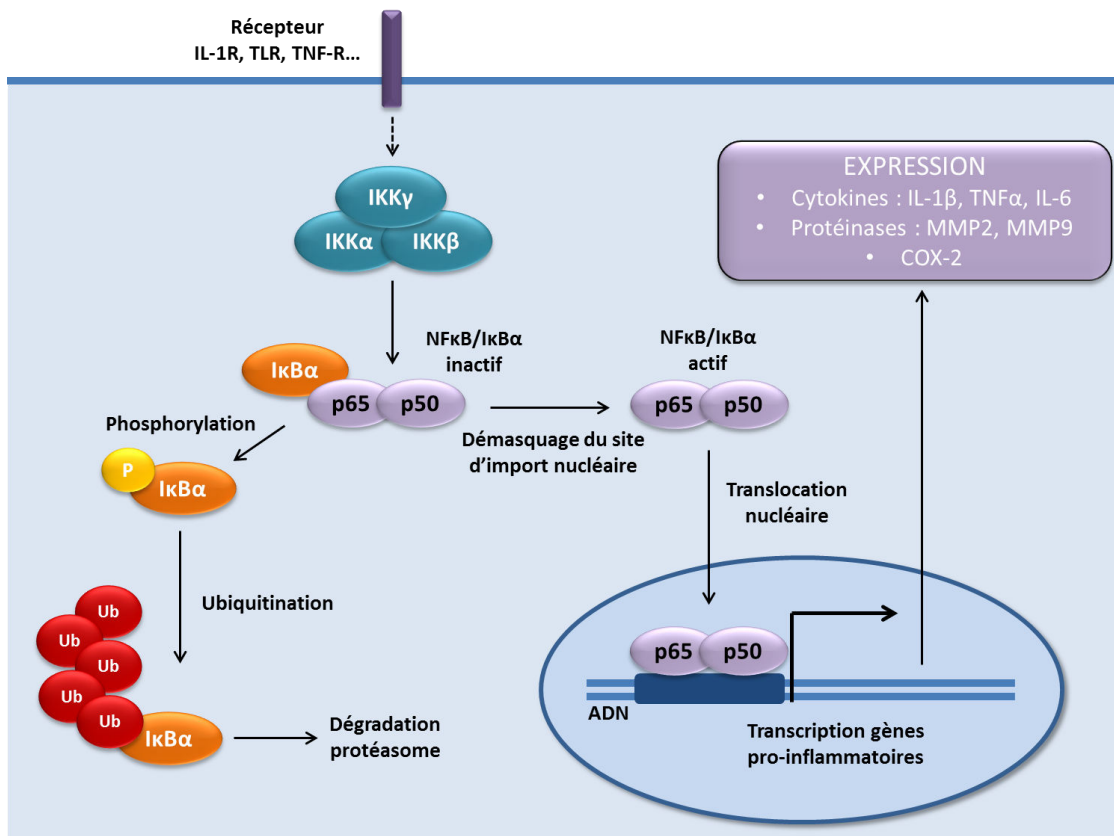 Récepteur
IL-1R, TLR, TNF-R...
IKKγ
IKKα
IKKβ
EXPRESSION
• Cytokines : IL-1β, TNFα, IL-6
• Protéinases : MMP2, MMP9
• COX-2
NFκB/IκBα
inactif
NFκB/IκBα
actif
IκBα
p65
p50
p65
p50
Phosphorylation
Démasquage du site
d'import nucléaire
P
IκBα
Translocation
nucléaire
Ubiquitination
Ub
Ub
Ub
Ub
Ub
IκBα
Dégradation
protéasome
p65
p50
ADN
Transcription gènes
pro-inflammatoires